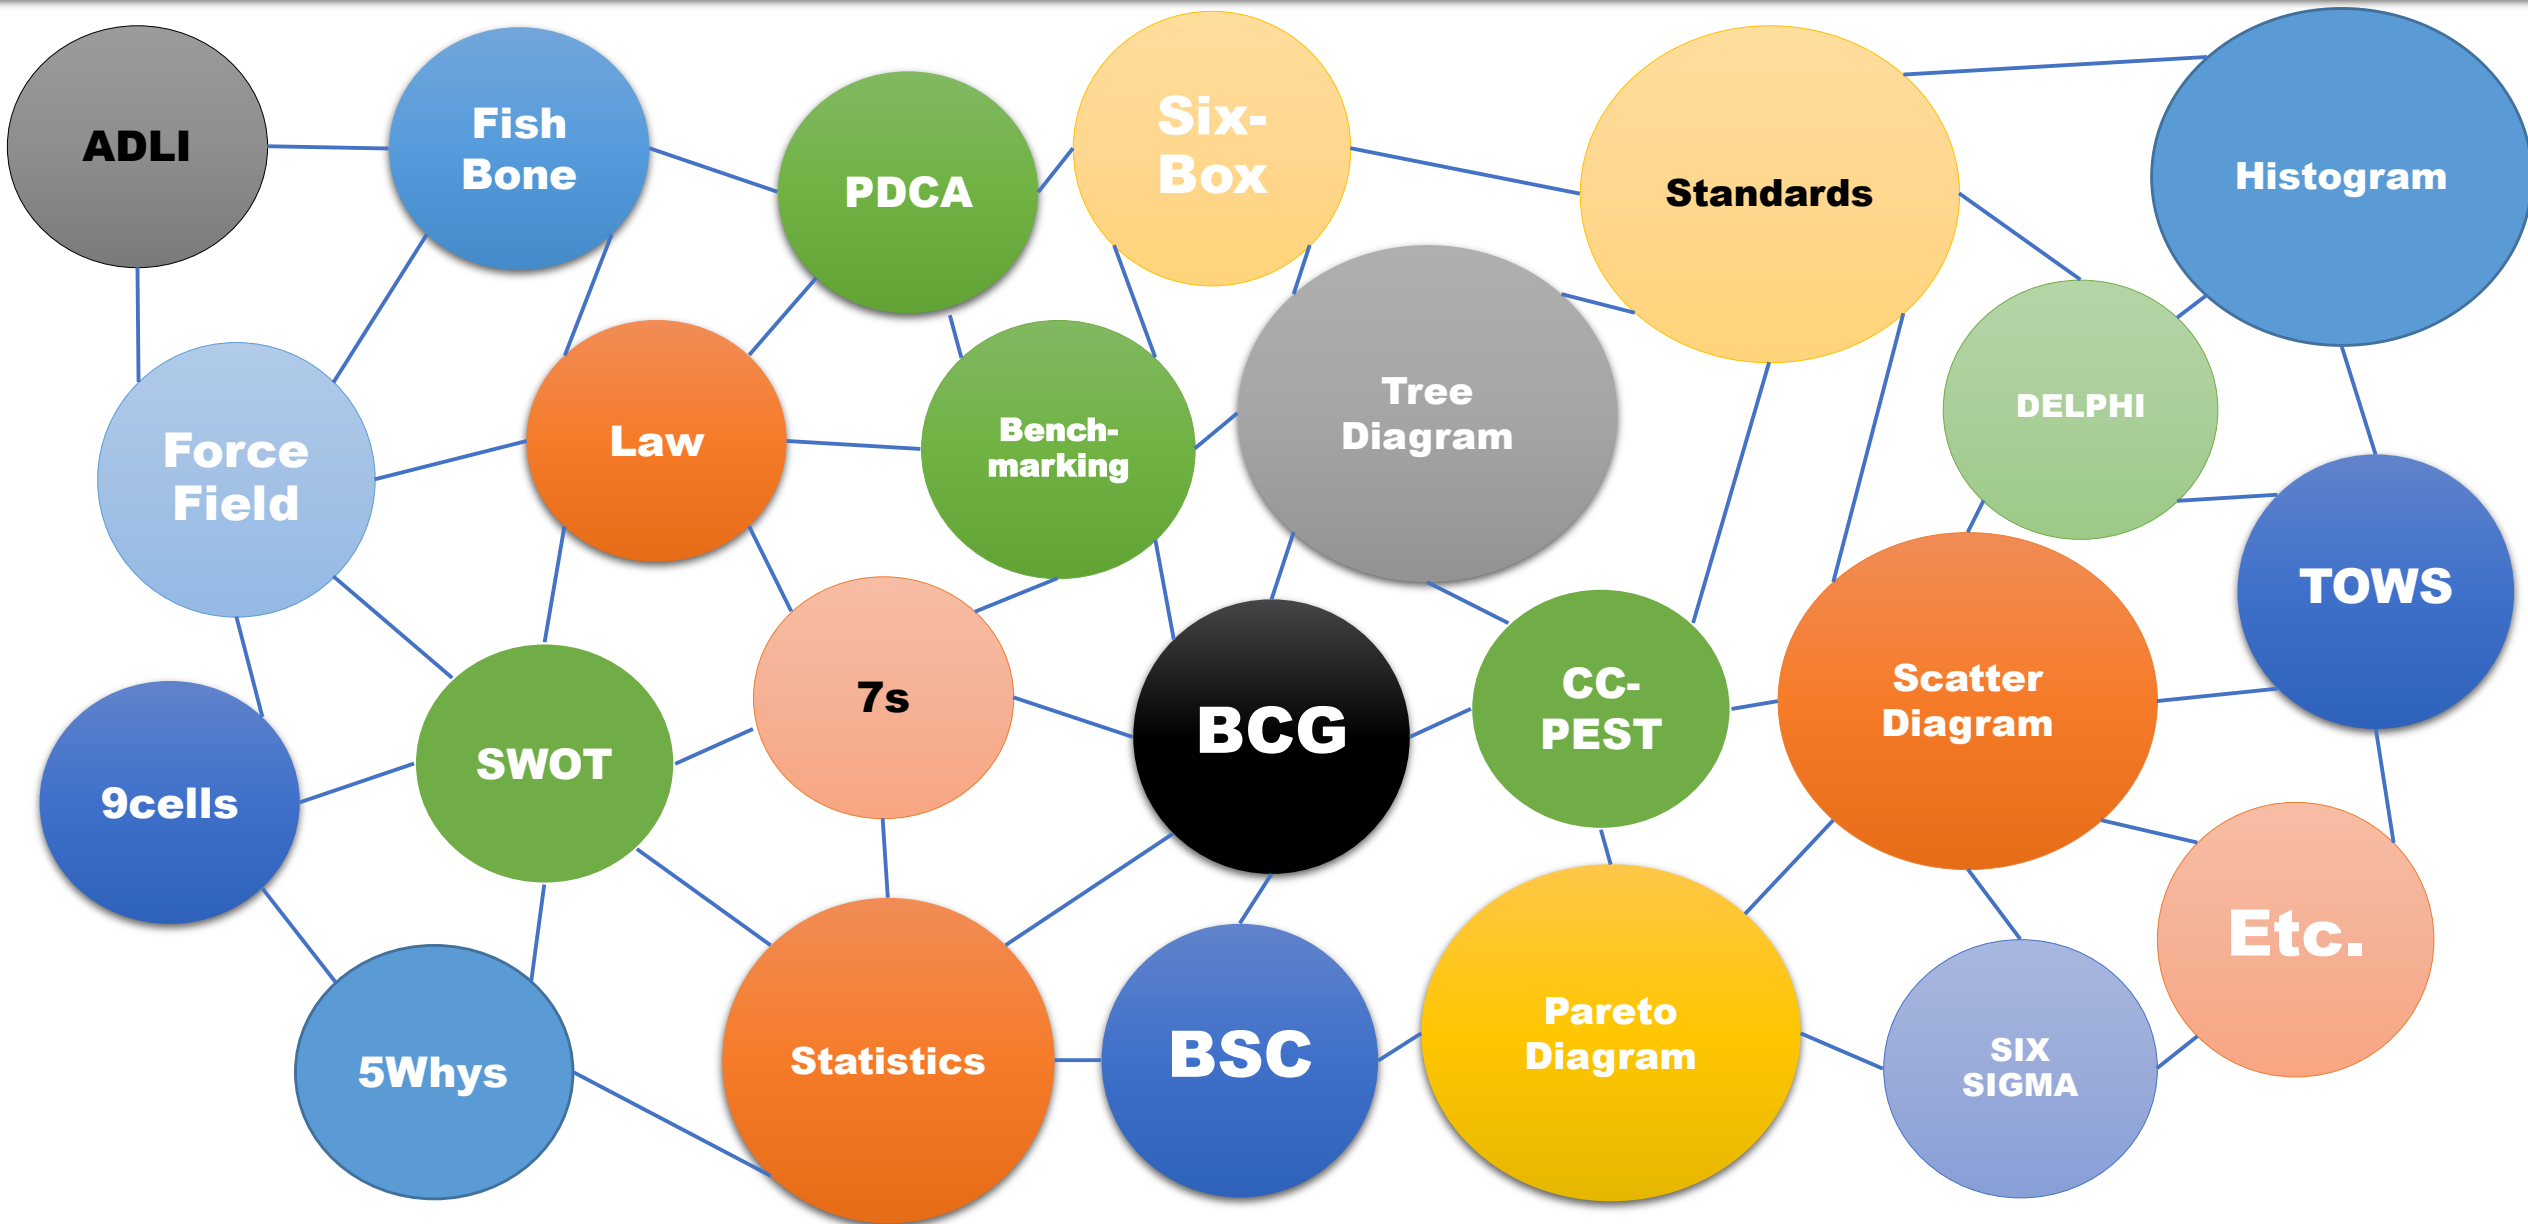 ADLI
Fish
Bone
PDCA
Six-
Box
Standards
Histogram
Force
Field
Law
Bench-
marking
Tree
Diagram
DELPHI
TOWS
9cells
SWOT
7s
BCG
CC-
PEST
Scatter
Diagram
Etc.
5Whys
Statistics
BSC
Pareto
Diagram
SIX
SIGMA